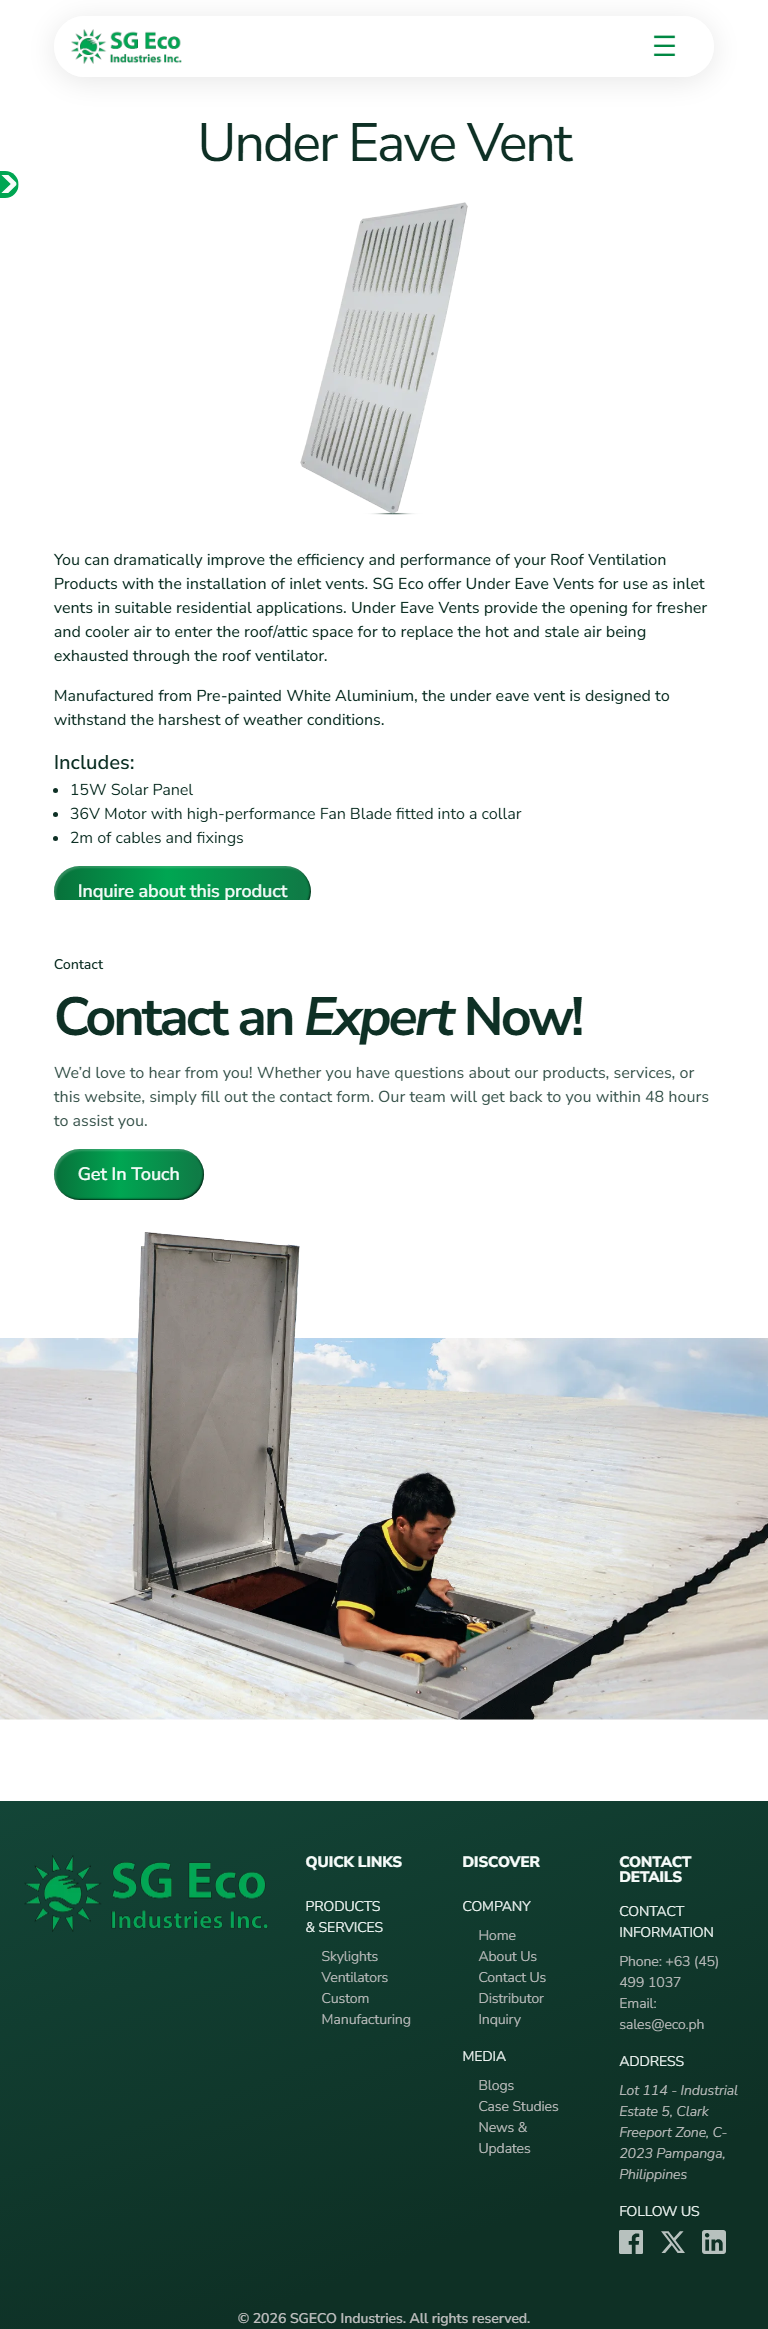 SG Eco
Industries Inc.
Under Eave Vent
You can dramatically improve the efficiency and performance of your Roof Ventilation
Products with the installation of inlet vents. SG Eco offer Under Eave Vents for use as inlet
vents in suitable residential applications. Under Eave Vents provide the opening for fresher
and cooler air to enter the roof/attic space for to replace the hot and stale air being
exhausted through the roof ventilator.
Manufactured from Pre-painted White Aluminium, the under eave vent is designed to
withstand the harshest of weather conditions.
Includes:
• 15W Solar Panel
• 36V Motor with high-performance Fan Blade fitted into a collar
• 2m of cables and fixings
Inquire about this product
Contact
Contact an Expert Now!
We'd love to hear from you! Whether you have questions about our products, services, or
this website, simply fill out the contact form. Our team will get back to you within 48 hours
to assist you.
Get In Touch
SG Eco
Industries Inc.
QUICK LINKS
PRODUCTS
& SERVICES
Skylights
Ventilators
Custom
Manufacturing
DISCOVER
COMPANY
Home
About Us
Contact Us
Distributor
Inquiry
MEDIA
Blogs
Case Studies
News &
Updates
CONTACT
DETAILS
CONTACT
INFORMATION
Phone: +63 (45)
499 1037
Email:
sales@eco.ph
ADDRESS
Lot 114 - Industrial
Estate 5, Clark
Freeport Zone, C-
2023 Pampanga,
Philippines
FOLLOW US
© 2026 SGECO Industries. All rights reserved.